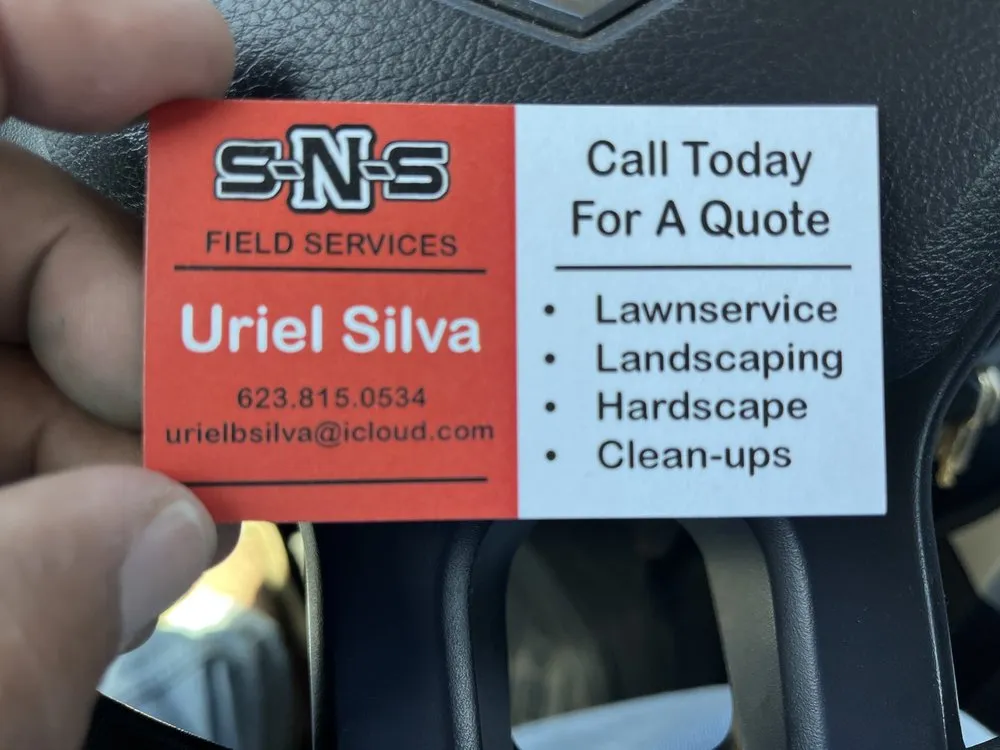 S-N-S
FIELD SERVICES
Uriel Silva
623.815.0534
urielbsilva@icloud.com
Call Today
For A Quote
• Lawnservice
• Landscaping
• Hardscape
• Clean-ups